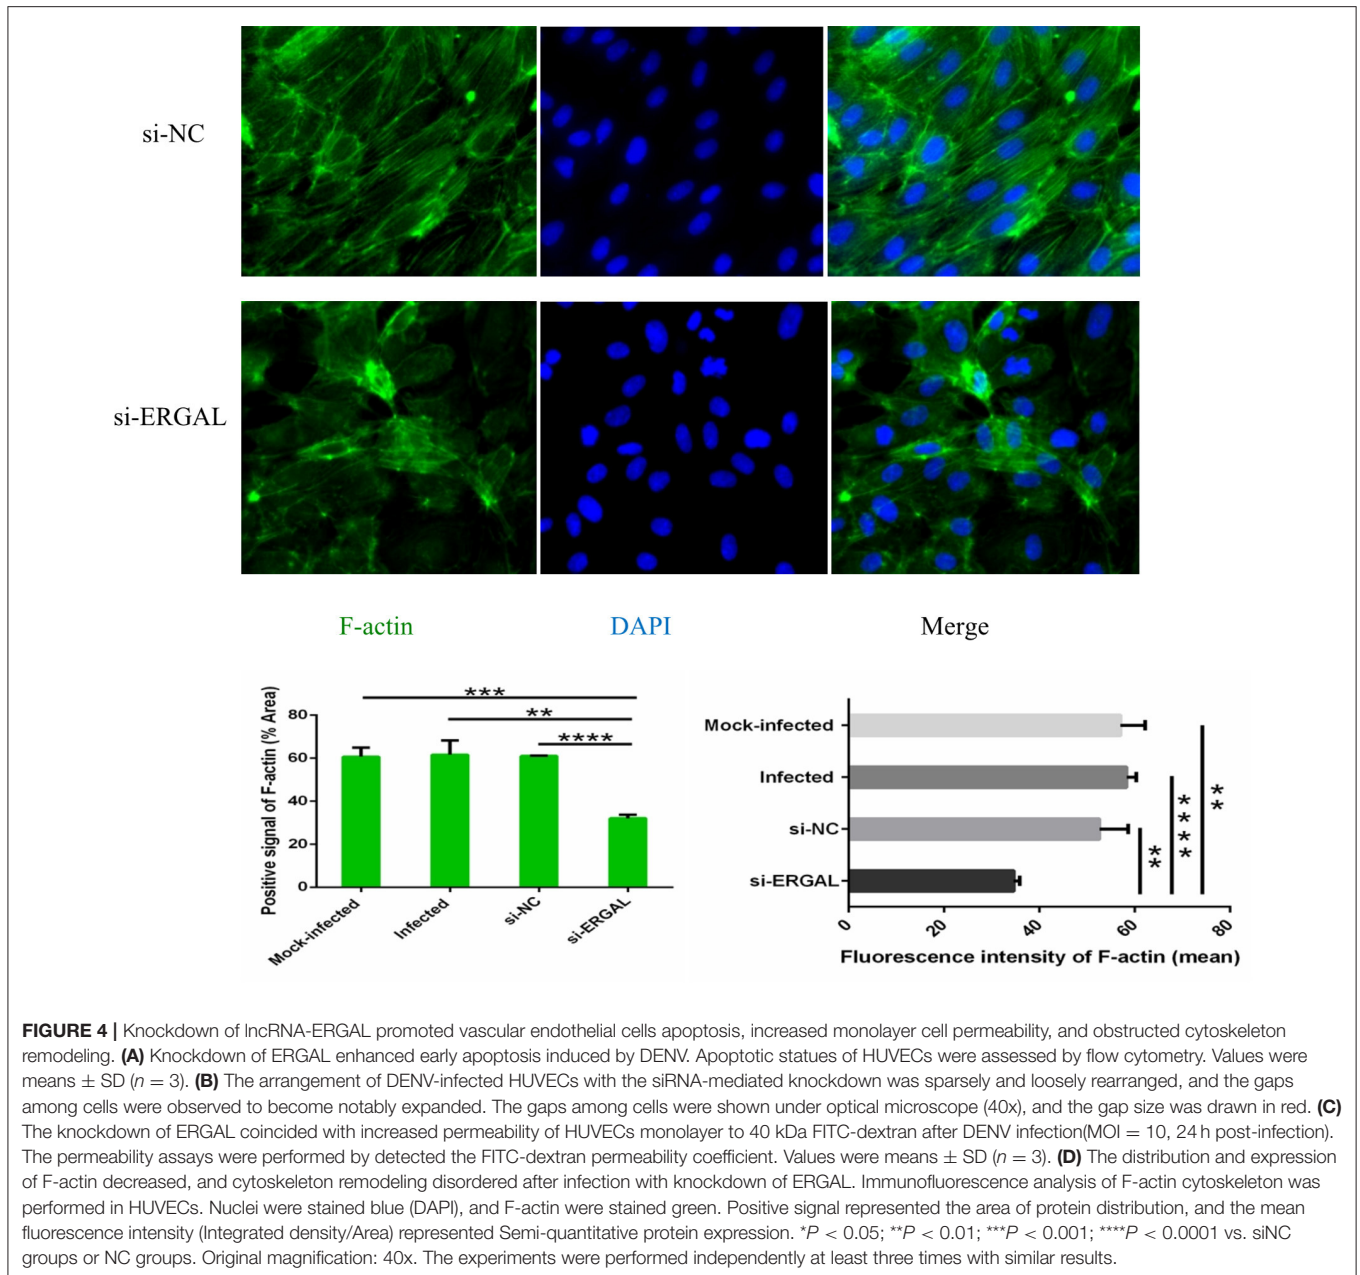 si-NC
si-ERGAL
F-actin
DAPI
Merge
Positive signal of F-actin (% Area)
80
60
40
20
0
***
**
****
Mock-infected
Infected
si-NC
si-ERGAL
Mock-infected
Infected
si-NC
si-ERGAL
**
****
**
0
20
40
60
80
Fluorescence intensity of F-actin (mean)
FIGURE 4 | Knockdown of lncRNA-ERGAL promoted vascular endothelial cells apoptosis, increased monolayer cell permeability, and obstructed cytoskeleton
remodeling. (A) Knockdown of ERGAL enhanced early apoptosis induced by DENV. Apoptotic statues of HUVECs were assessed by flow cytometry. Values were
means ± SD (n = 3). (B) The arrangement of DENV-infected HUVECs with the siRNA-mediated knockdown was sparsely and loosely rearranged, and the gaps
among cells were observed to become notably expanded. The gaps among cells were shown under optical microscope (40x), and the gap size was drawn in red. (C)
The knockdown of ERGAL coincided with increased permeability of HUVECs monolayer to 40 kDa FITC-dextran after DENV infection(MOI = 10, 24 h post-infection).
The permeability assays were performed by detected the FITC-dextran permeability coefficient. Values were means ± SD (n = 3). (D) The distribution and expression
of F-actin decreased, and cytoskeleton remodeling disordered after infection with knockdown of ERGAL. Immunofluorescence analysis of F-actin cytoskeleton was
performed in HUVECs. Nuclei were stained blue (DAPI), and F-actin were stained green. Positive signal represented the area of protein distribution, and the mean
fluorescence intensity (Integrated density/Area) represented Semi-quantitative protein expression. *P < 0.05; **P < 0.01; ***P < 0.001; ****P < 0.0001 vs. siNC
groups or NC groups. Original magnification: 40x. The experiments were performed independently at least three times with similar results.